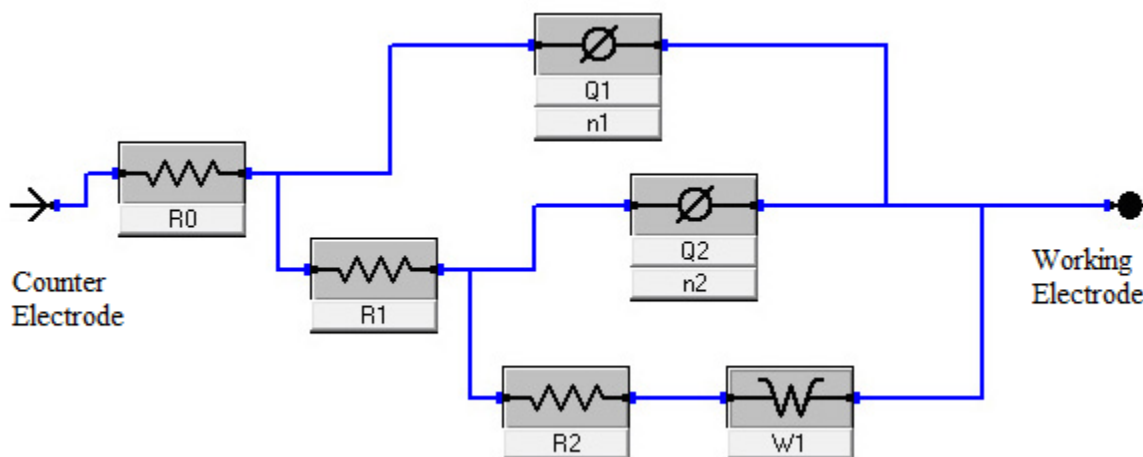 Q1
n1
R0
Q2
n2
Counter
Electrode
R1
Working
Electrode
R2
W1